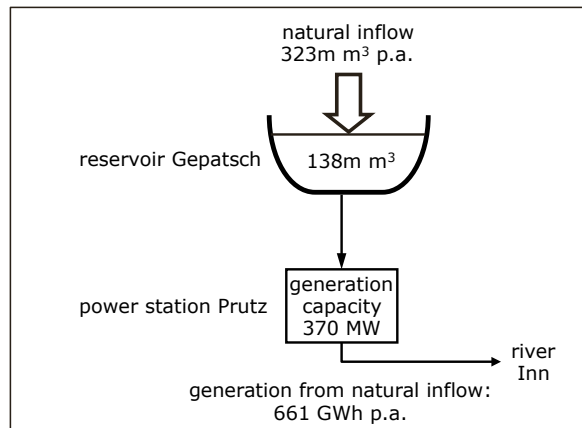 natural inflow
323m m³ p.a.
reservoir Gepatsch
138m m³
power station Prutz
generation
capacity
370 MW
river
Inn
generation from natural inflow:
661 GWh p.a.